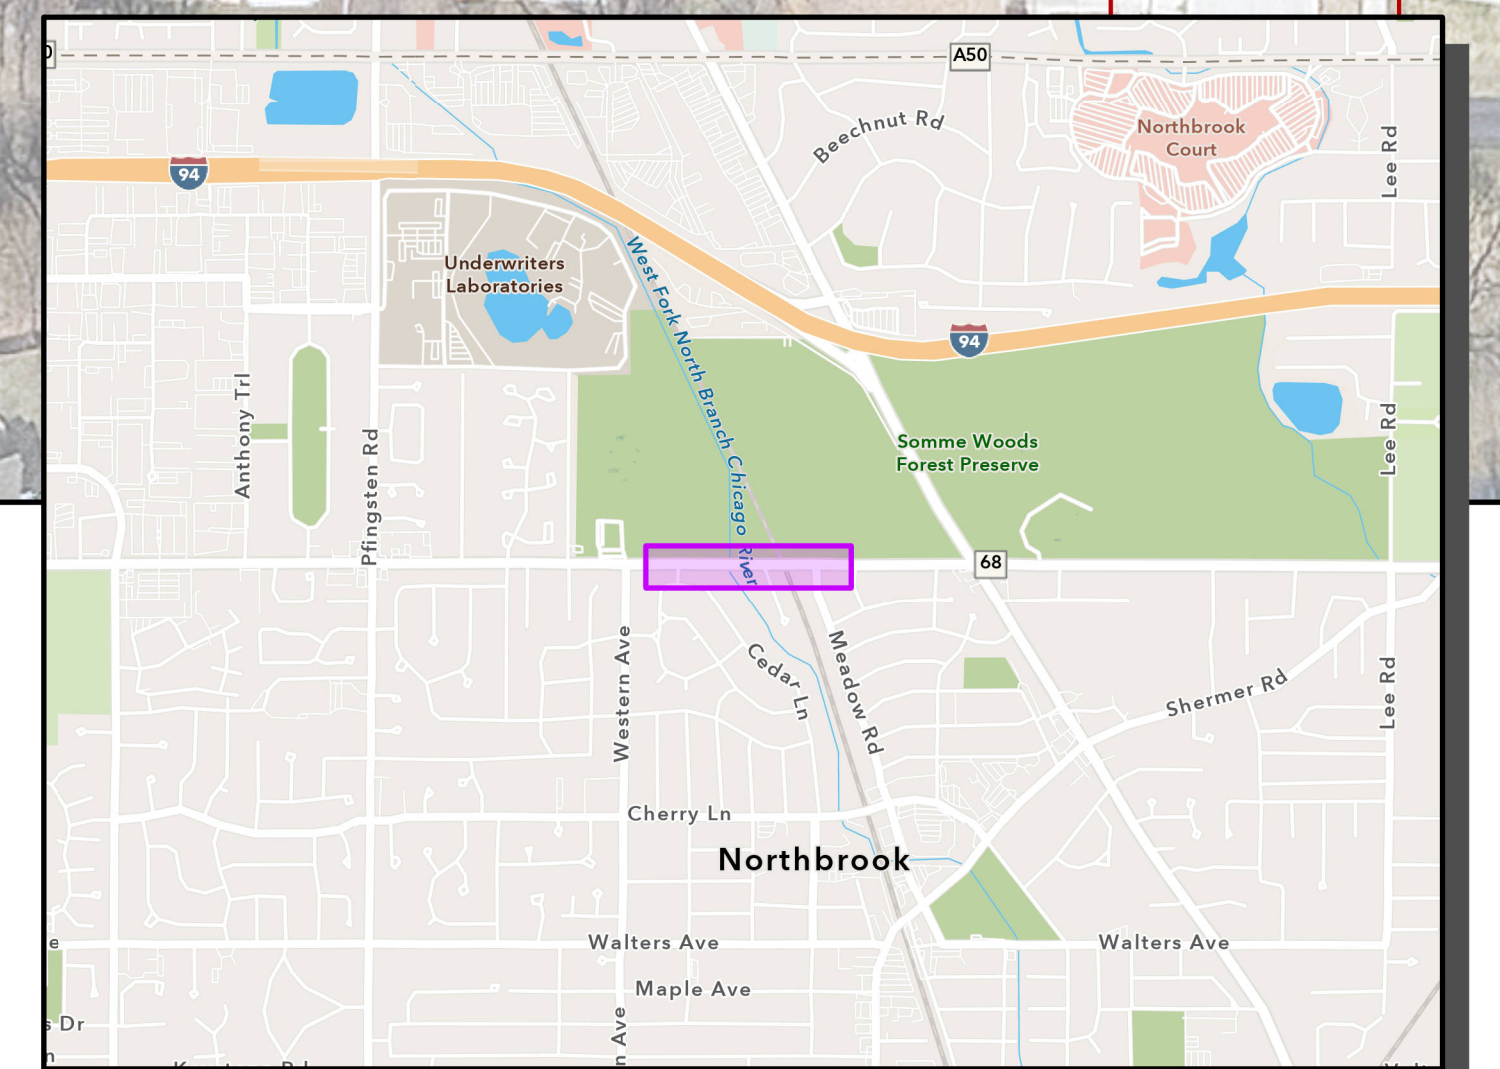 A50
Beechnut Rd
Northbrook
Court
Lee Rd
94
Underwriters
Laboratories
West Fork North Branch Chicago River
94
Anthony Trl
Pfingsten Rd
Somme Woods
Forest Preserve
Lee Rd
68
Western Ave
Cedar Ln
Meadow Rd
Shermer Rd
Lee Rd
Cherry Ln
Northbrook
e
Walters Ave
Walters Ave
Maple Ave
s Dr
n Ave
n